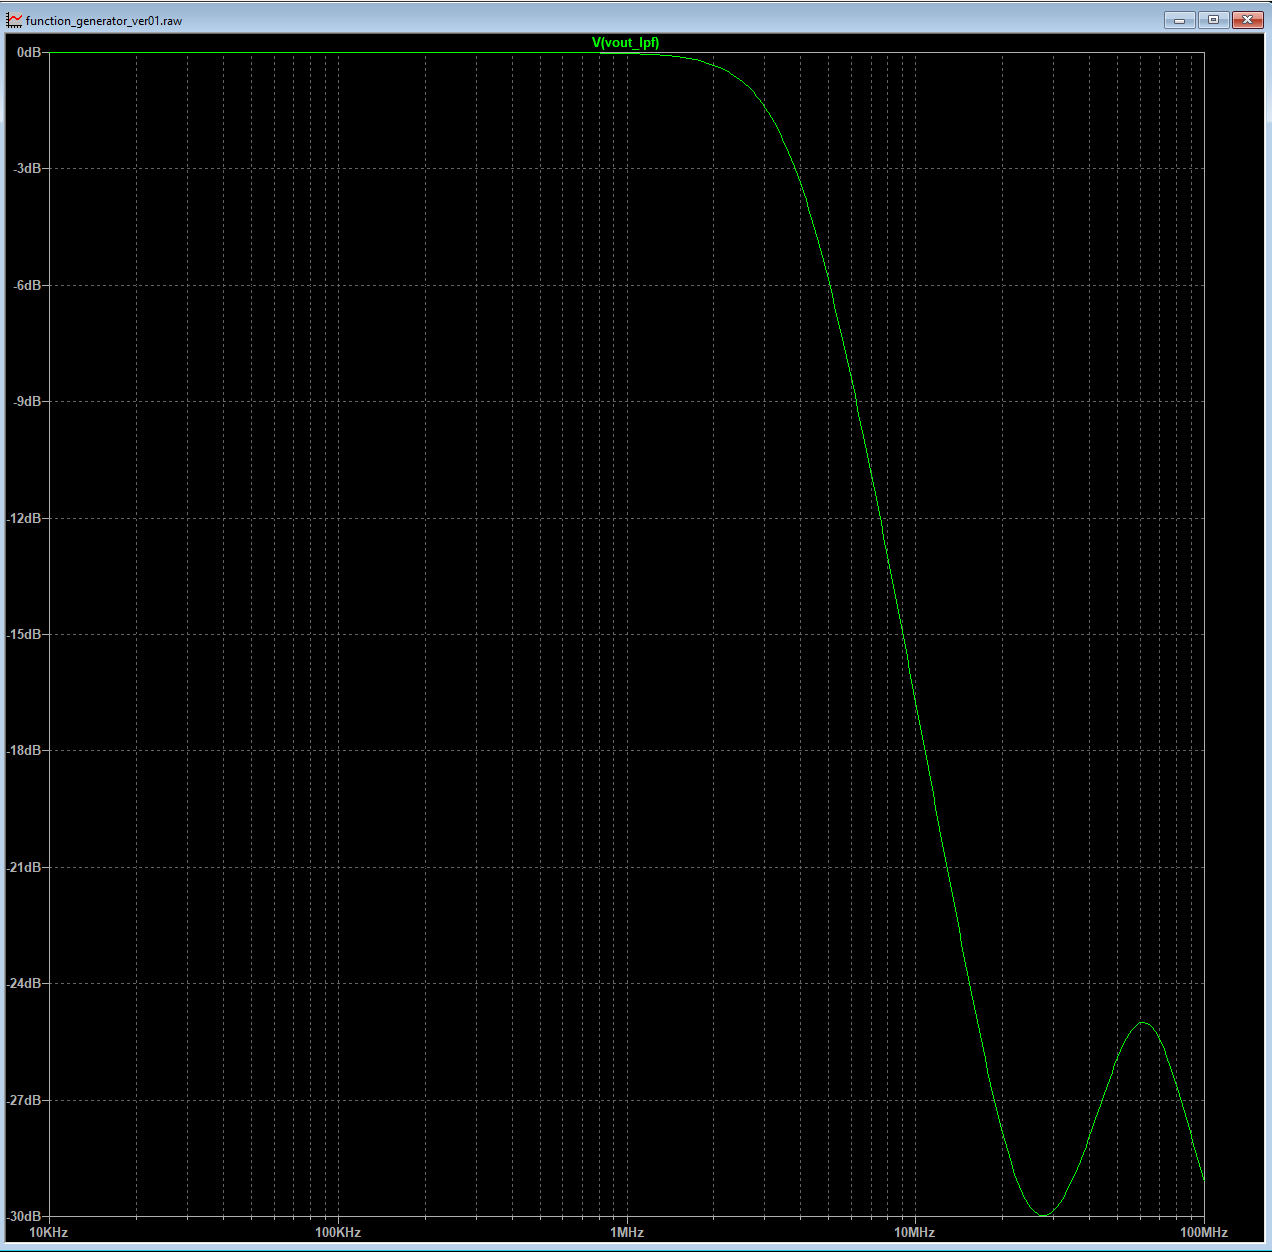 function_generator_ver01.raw
V(vout_lpf)
0dB
-3dB
-6dB
-9dB
-12dB
-15dB
-18dB
-21dB
-24dB
-27dB
-30dB
10KHz 100KHz 1MHz 10MHz 100MHz